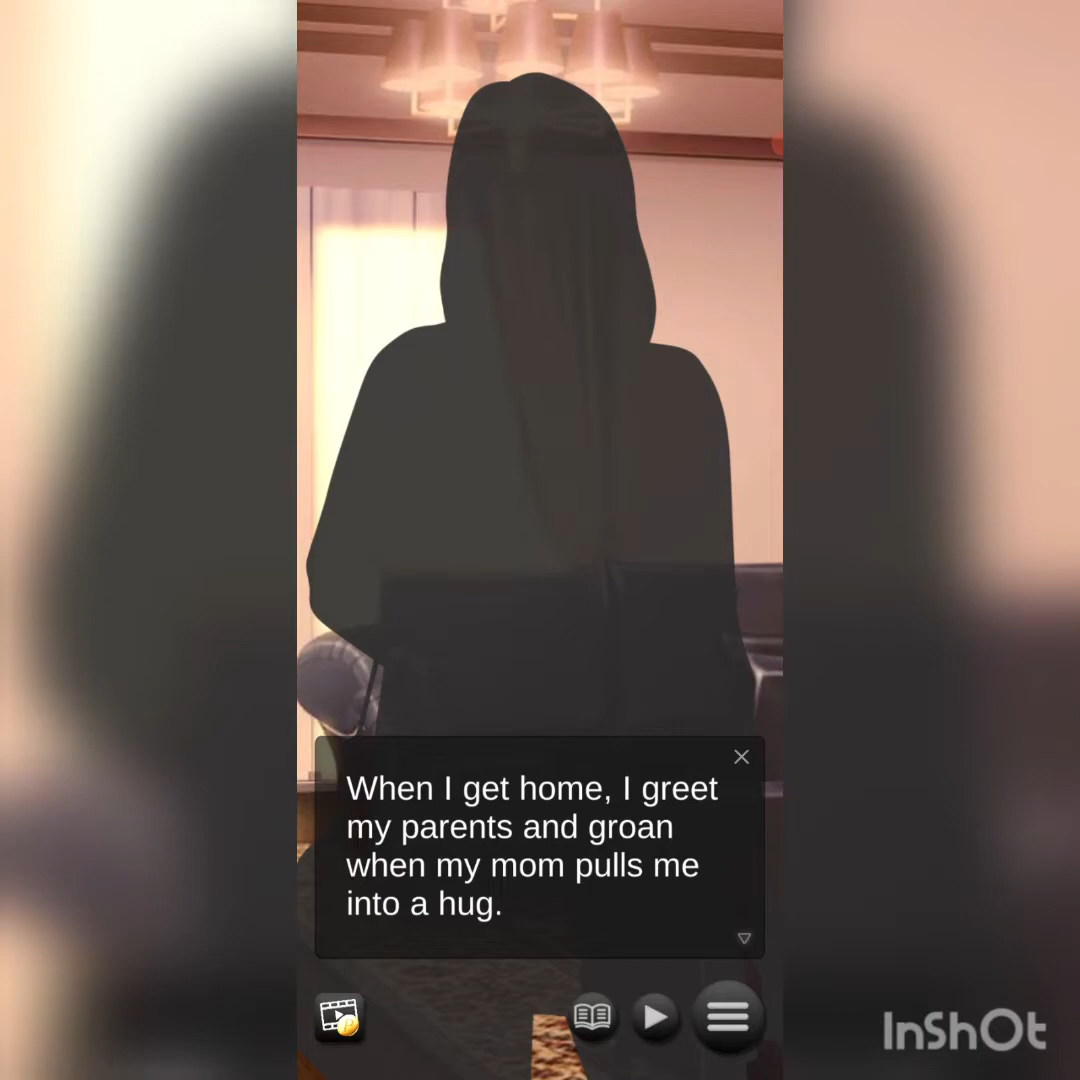 When I get home, I greet
my parents and groan
when my mom pulls me
into a hug.
InShOt